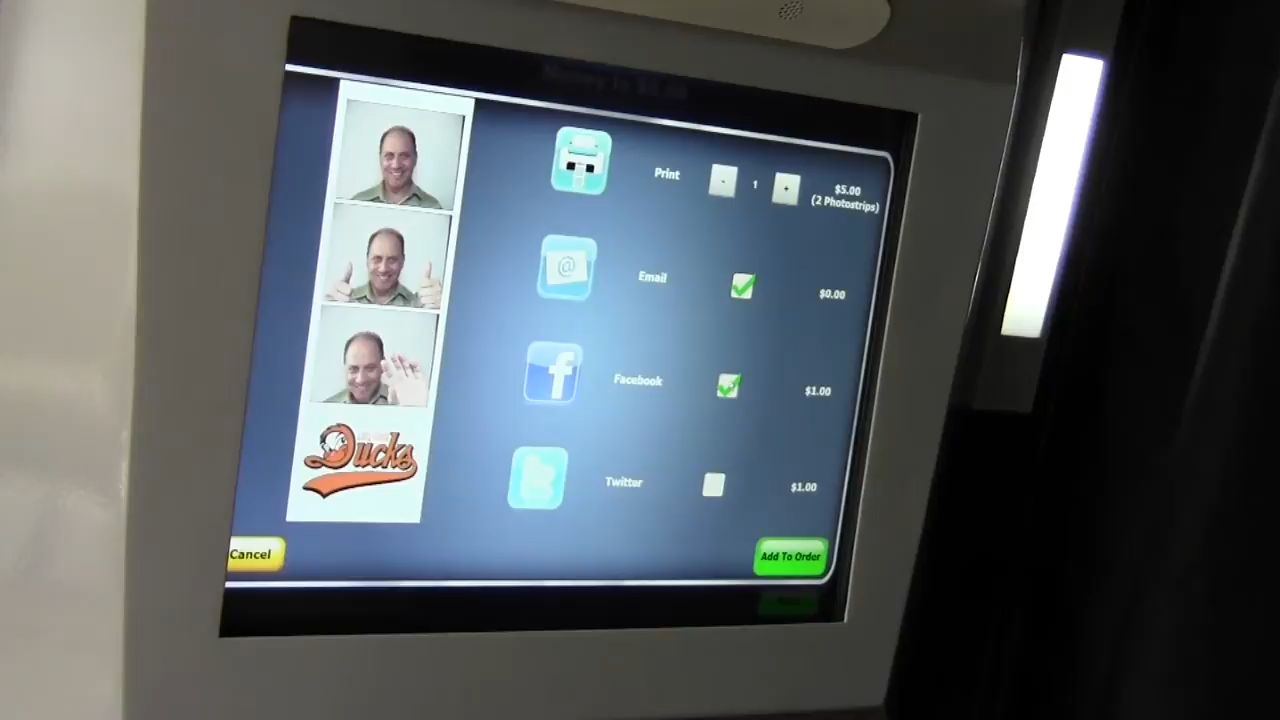 Print
-
1
+
$5.00
(2 Photostrips)
@
Email
$0.00
f
Facebook
$1.00
Ducks
t
Twitter
$1.00
Cancel
Add To Order